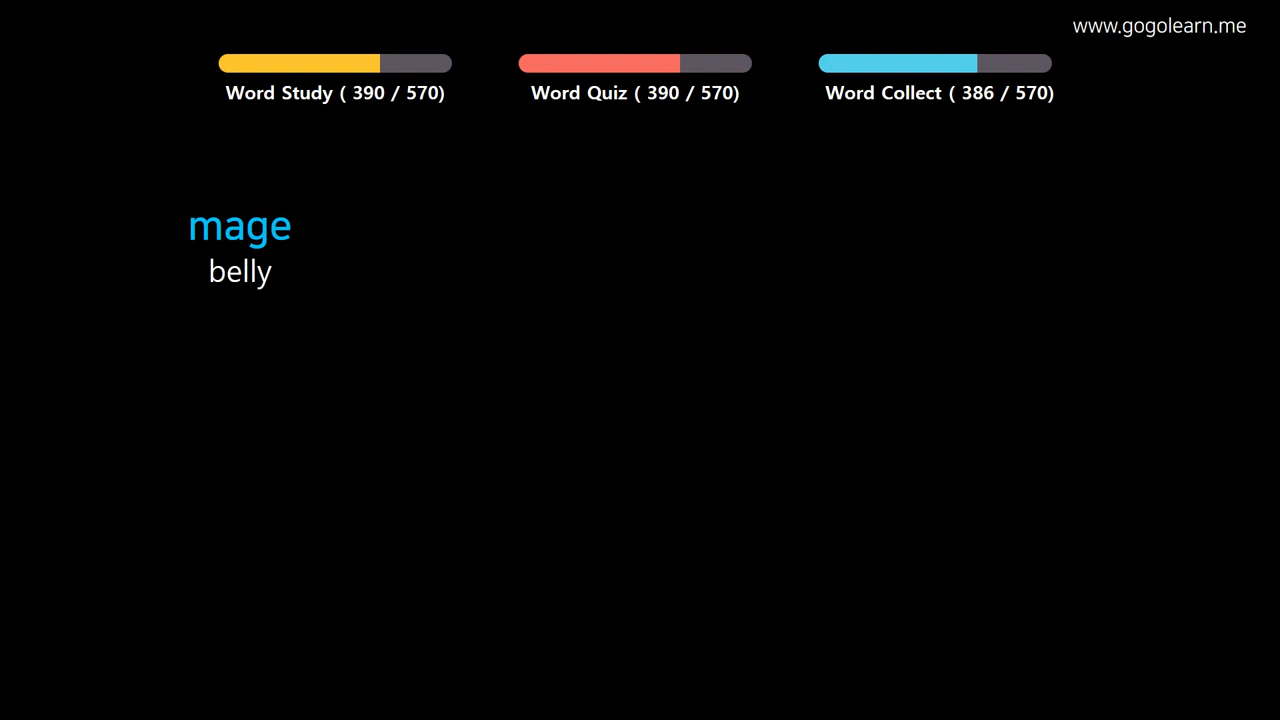 www.gogolearn.me
Word Study ( 390 / 570)
Word Quiz ( 390 / 570)
Word Collect ( 386 / 570)
mage
belly